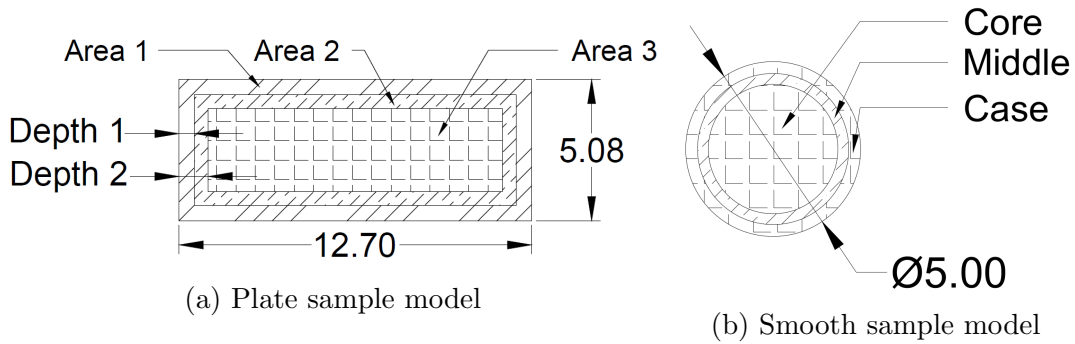 Area 1
Area 2
Area 3
Depth 1
Depth 2
5.08
12.70
(a) Plate sample model
Core
Middle
Case
Ø5.00
(b) Smooth sample model